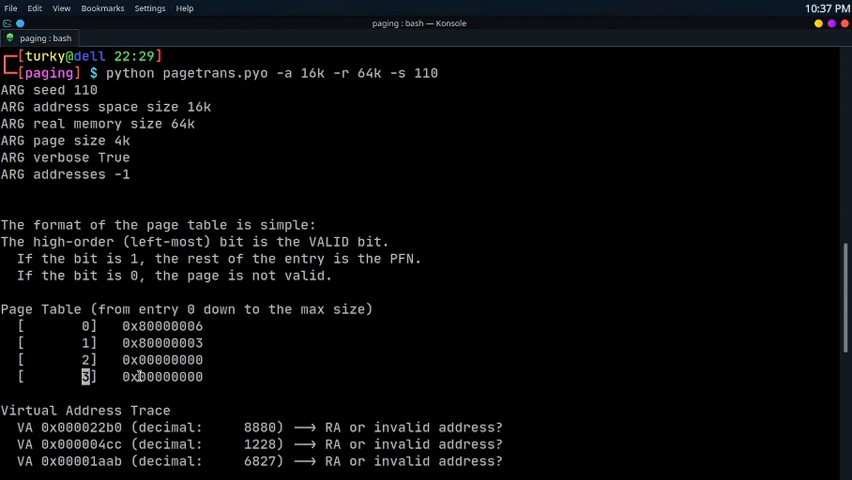 File Edit View Bookmarks Settings Help 10:37 PM
paging : bash — Konsole
paging : bash
[turky@dell 22:29]
[paging] $ python pagetrans.pyo -a 16k -r 64k -s 110
ARG seed 110
ARG address space size 16k
ARG real memory size 64k
ARG page size 4k
ARG verbose True
ARG addresses -1
The format of the page table is simple:
The high-order (left-most) bit is the VALID bit.
If the bit is 1, the rest of the entry is the PFN.
If the bit is 0, the page is not valid.
Page Table (from entry 0 down to the max size)
[ 0] 0x80000006
[ 1] 0x80000003
[ 2] 0x00000000
[ 3] 0x00000000
Virtual Address Trace
VA 0x000022b0 (decimal: 8880) ——> RA or invalid address?
VA 0x000004cc (decimal: 1228) ——> RA or invalid address?
VA 0x00001aab (decimal: 6827) ——> RA or invalid address?